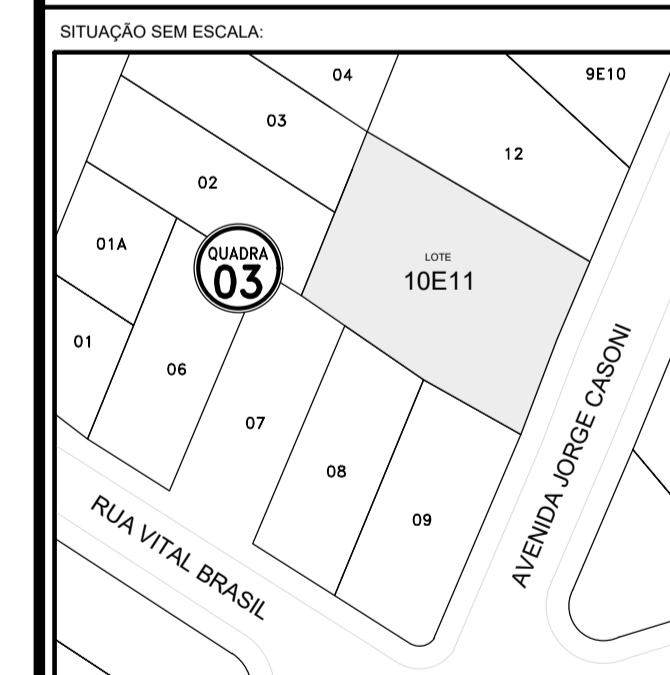 SITUAÇÃO SEM ESCALA:
04
9E10
03
12
02
01A
QUADRA
03
LOTE
10E11
01
06
07
08
09
AVENIDA JORGE CASONI
RUA VITAL BRASIL